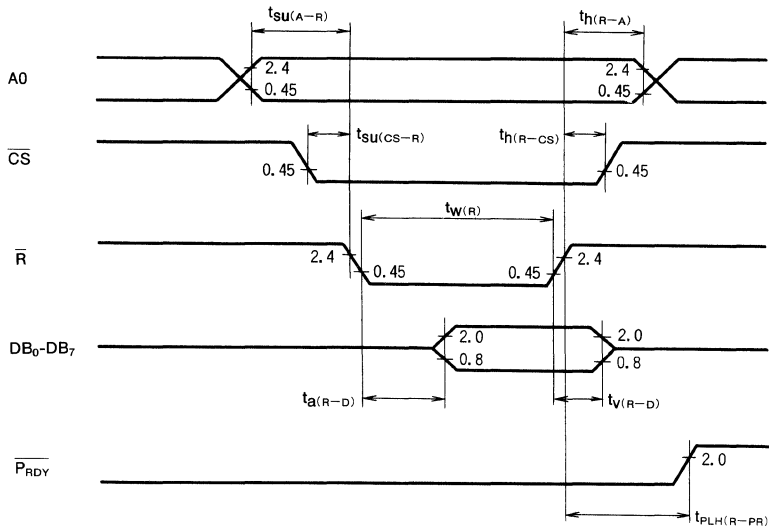 tsu(A−R)
th(R−A)
A0
2.4
0.45
2.4
0.45
CS
tsu(CS−R)
th(R−CS)
0.45
0.45
R
tW(R)
2.4
0.45
0.45
2.4
DB0-DB7
2.0
0.8
2.0
0.8
ta(R−D)
tV(R−D)
PRDY
2.0
tPLH(R−PR)